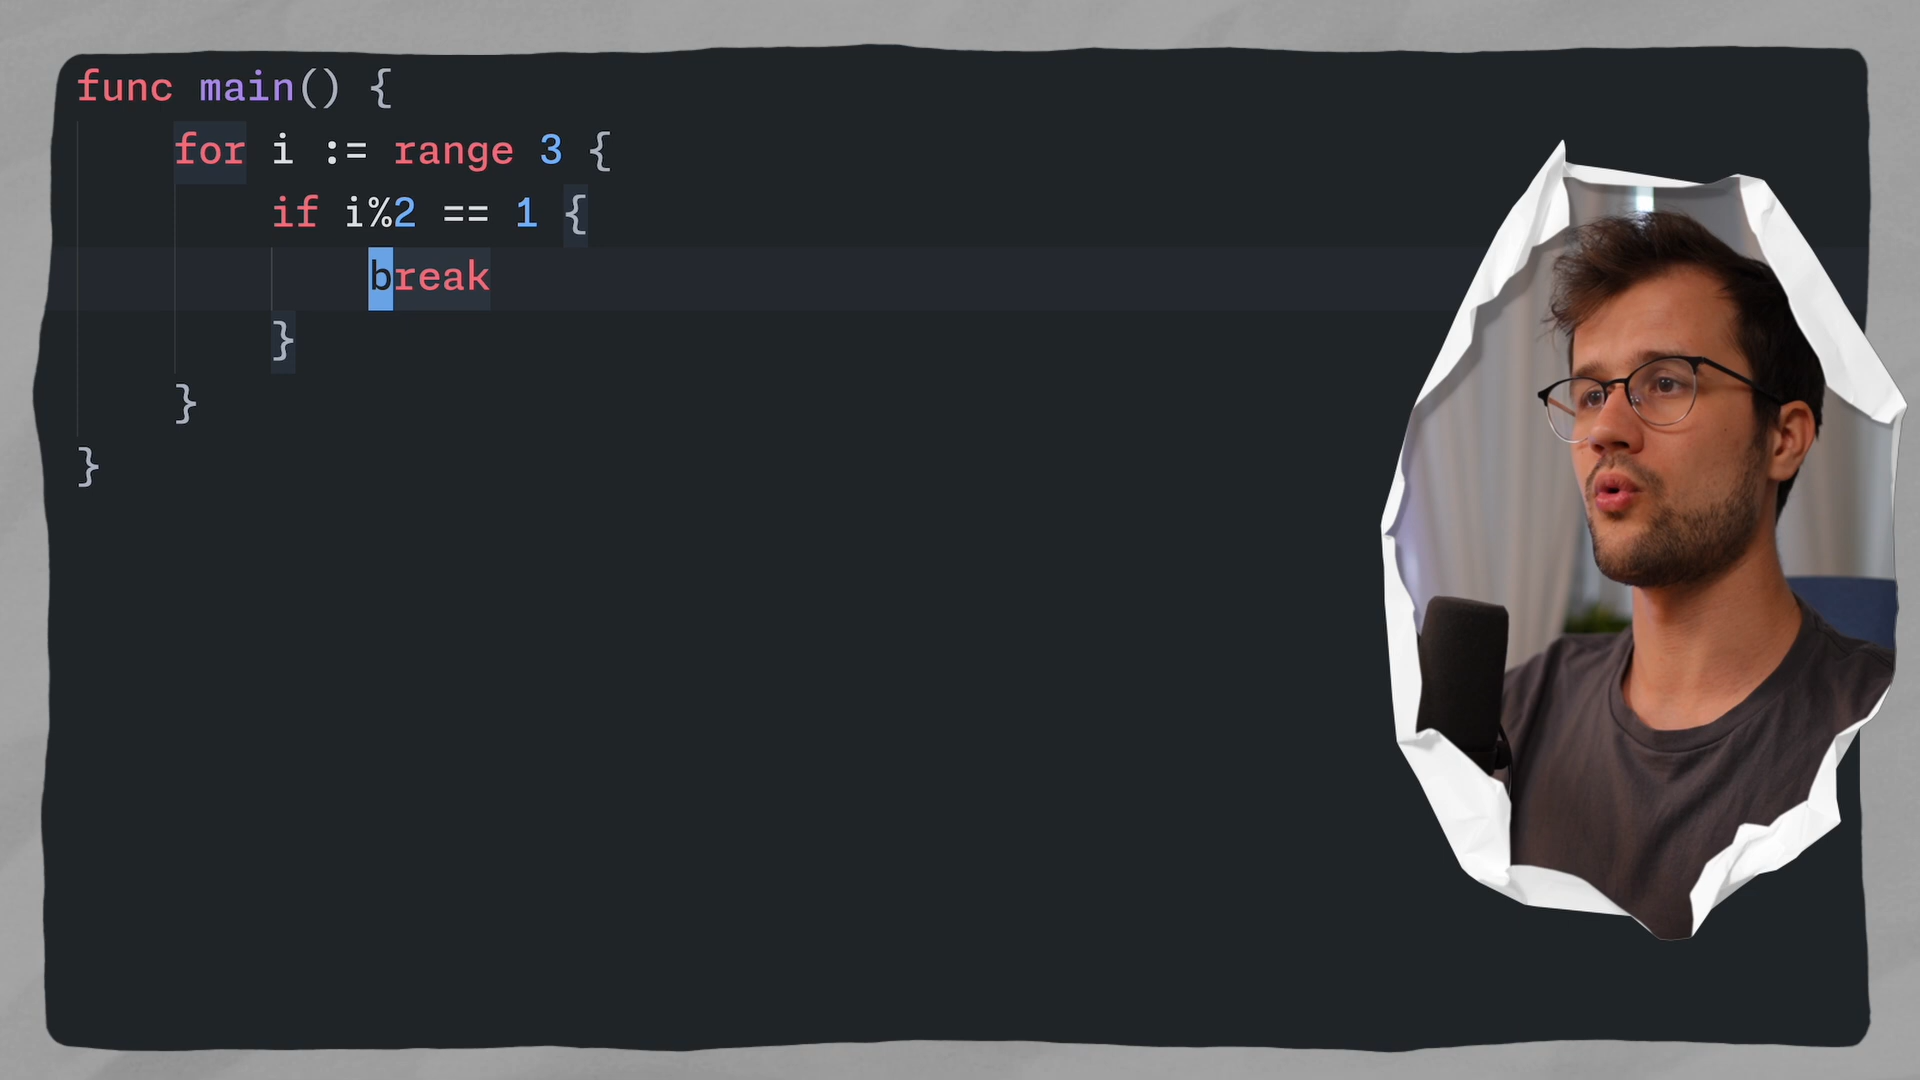 func main() {
for i := range 3 {
if i%2 == 1 {
break
}
}
}